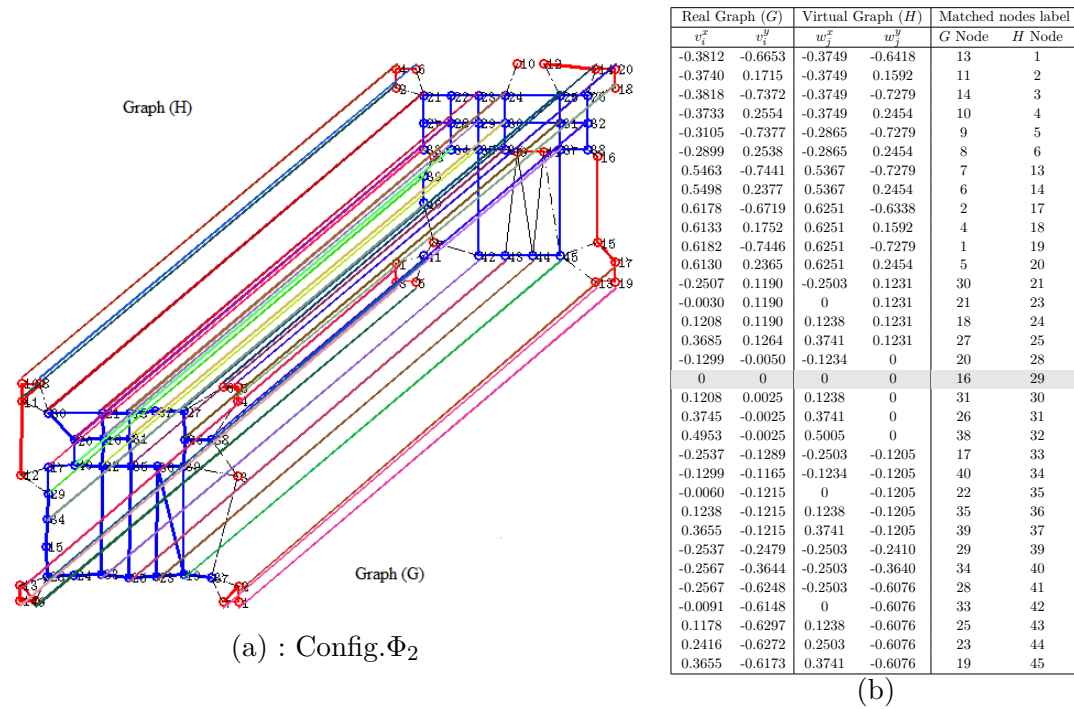 Graph (H)
Graph (G)
(a) : Config.Φ₂
Real Graph (G) Virtual Graph (H) Matched nodes label
v_i^x v_i^y w_j^x w_j^y G Node H Node
-0.3812 -0.6653 -0.3749 -0.6418 13 1
-0.3740 0.1715 -0.3749 0.1592 11 2
-0.3818 -0.7372 -0.3749 -0.7279 14 3
-0.3733 0.2554 -0.3749 0.2454 10 4
-0.3105 -0.7377 -0.2865 -0.7279 9 5
-0.2899 0.2538 -0.2865 0.2454 8 6
0.5463 -0.7441 0.5367 -0.7279 7 13
0.5498 0.2377 0.5367 0.2454 6 14
0.6178 -0.6719 0.6251 -0.6338 2 17
0.6133 0.1752 0.6251 0.1592 4 18
0.6182 -0.7446 0.6251 -0.7279 1 19
0.6130 0.2365 0.6251 0.2454 5 20
-0.2507 0.1190 -0.2503 0.1231 30 21
-0.0030 0.1190 0 0.1231 21 23
0.1208 0.1190 0.1238 0.1231 18 24
0.3685 0.1264 0.3741 0.1231 27 25
-0.1299 -0.0050 -0.1234 0 20 28
0 0 0 0 16 29
0.1208 0.0025 0.1238 0 31 30
0.3745 -0.0025 0.3741 0 26 31
0.4953 -0.0025 0.5005 0 38 32
-0.2537 -0.1289 -0.2503 -0.1205 17 33
-0.1299 -0.1165 -0.1234 -0.1205 40 34
-0.0060 -0.1215 0 -0.1205 22 35
0.1238 -0.1215 0.1238 -0.1205 35 36
0.3655 -0.1215 0.3741 -0.1205 39 37
-0.2537 -0.2479 -0.2503 -0.2410 29 39
-0.2567 -0.3644 -0.2503 -0.3640 34 40
-0.2567 -0.6248 -0.2503 -0.6076 28 41
-0.0091 -0.6148 0 -0.6076 33 42
0.1178 -0.6297 0.1238 -0.6076 25 43
0.2416 -0.6272 0.2503 -0.6076 23 44
0.3655 -0.6173 0.3741 -0.6076 19 45
(b)